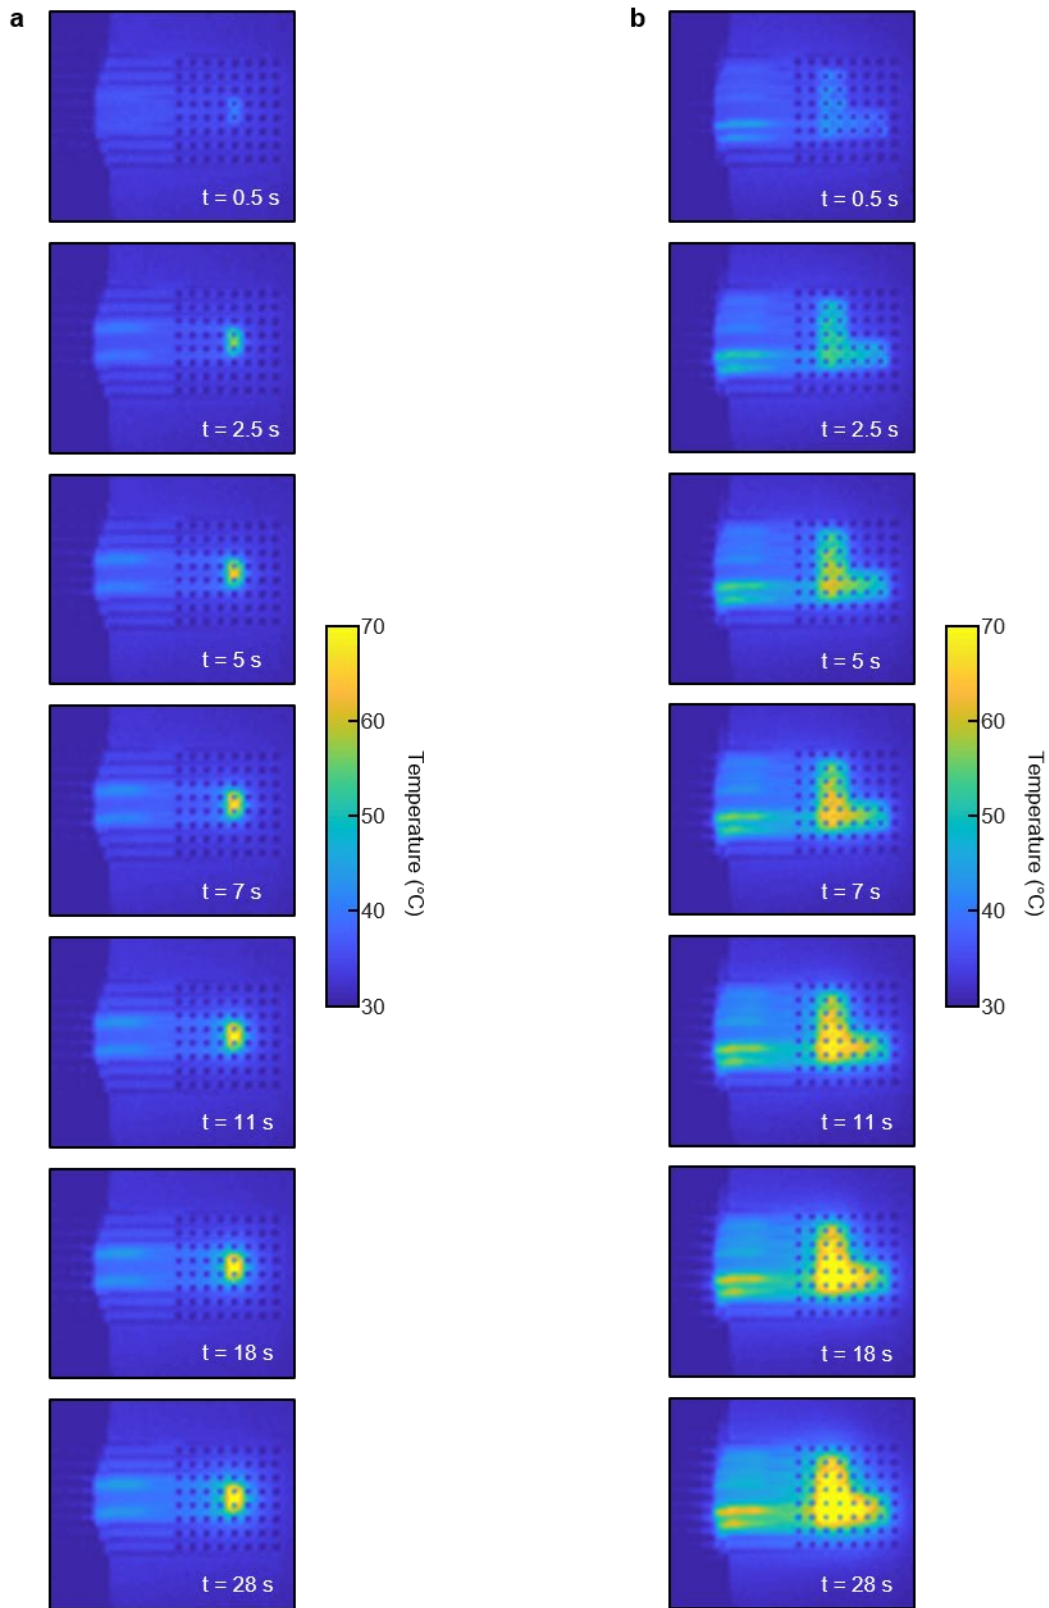 a
t = 0.5 s
t = 2.5 s
t = 5 s
t = 7 s
t = 11 s
t = 18 s
t = 28 s
70
60
50
40
30
Temperature (°C)
b
t = 0.5 s
t = 2.5 s
t = 5 s
t = 7 s
t = 11 s
t = 18 s
t = 28 s
70
60
50
40
30
Temperature (°C)